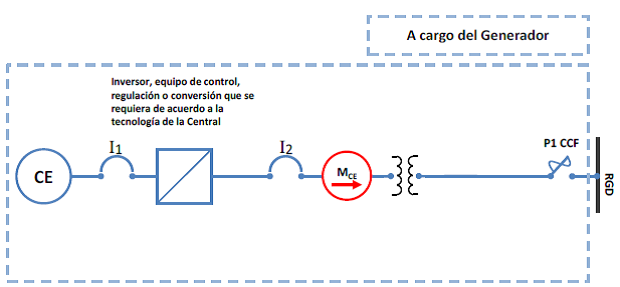 A cargo del Generador
Inversor, equipo de control,
regulación o conversión que se
requiera de acuerdo a la
tecnología de la Central
I1
I2
P1 CCF
CE
MCE
RGD